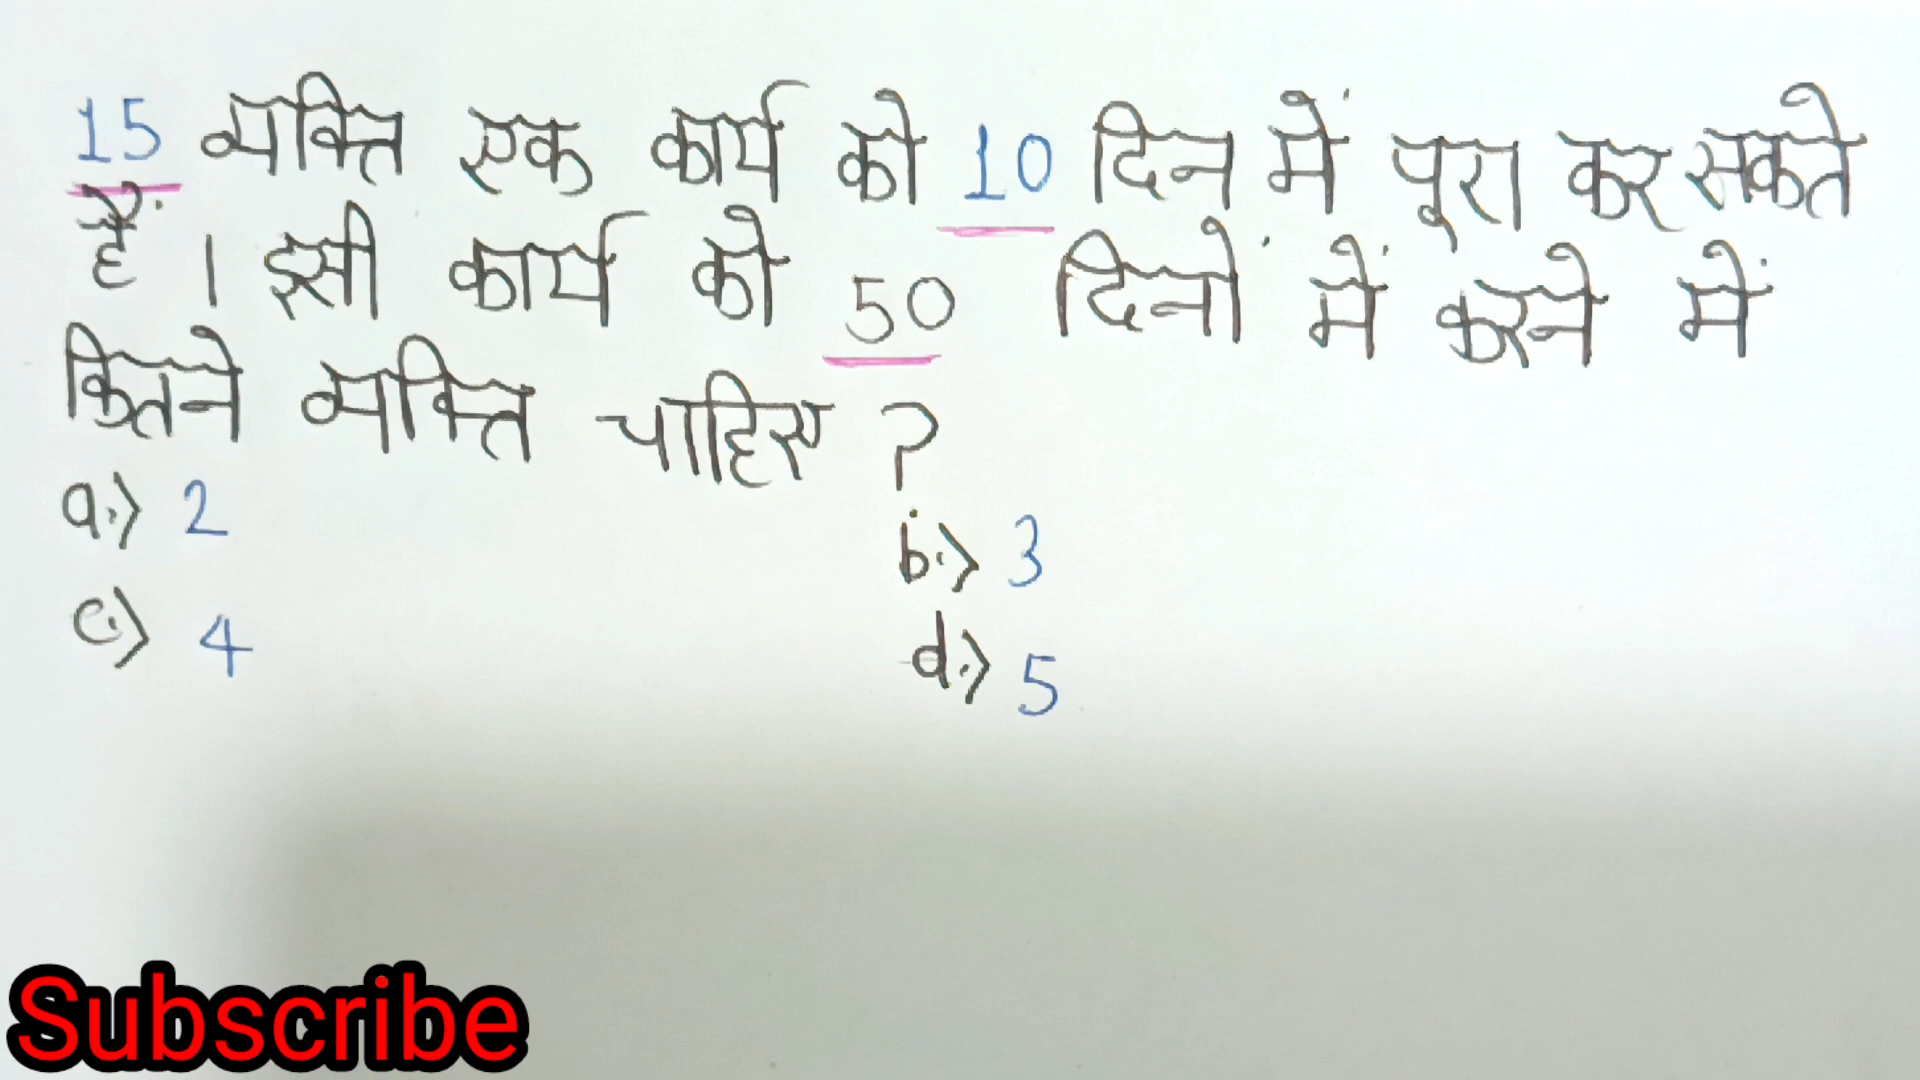 15 व्यक्ति एक कार्य को 10 दिन में पूरा कर सकते
हैं । इसी कार्य को 50 दिनों में करने में
कितने व्यक्ति चाहिए ?
a.) 2
b.) 3
c.) 4
d.) 5
Subscribe